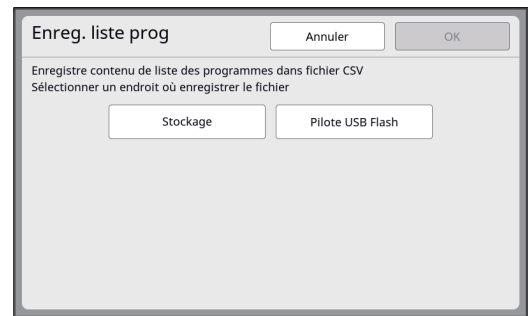 Enreg. liste prog
Annuler
OK
Enregistre contenu de liste des programmes dans fichier CSV
Sélectionner un endroit où enregistrer le fichier
Stockage
Pilote USB Flash